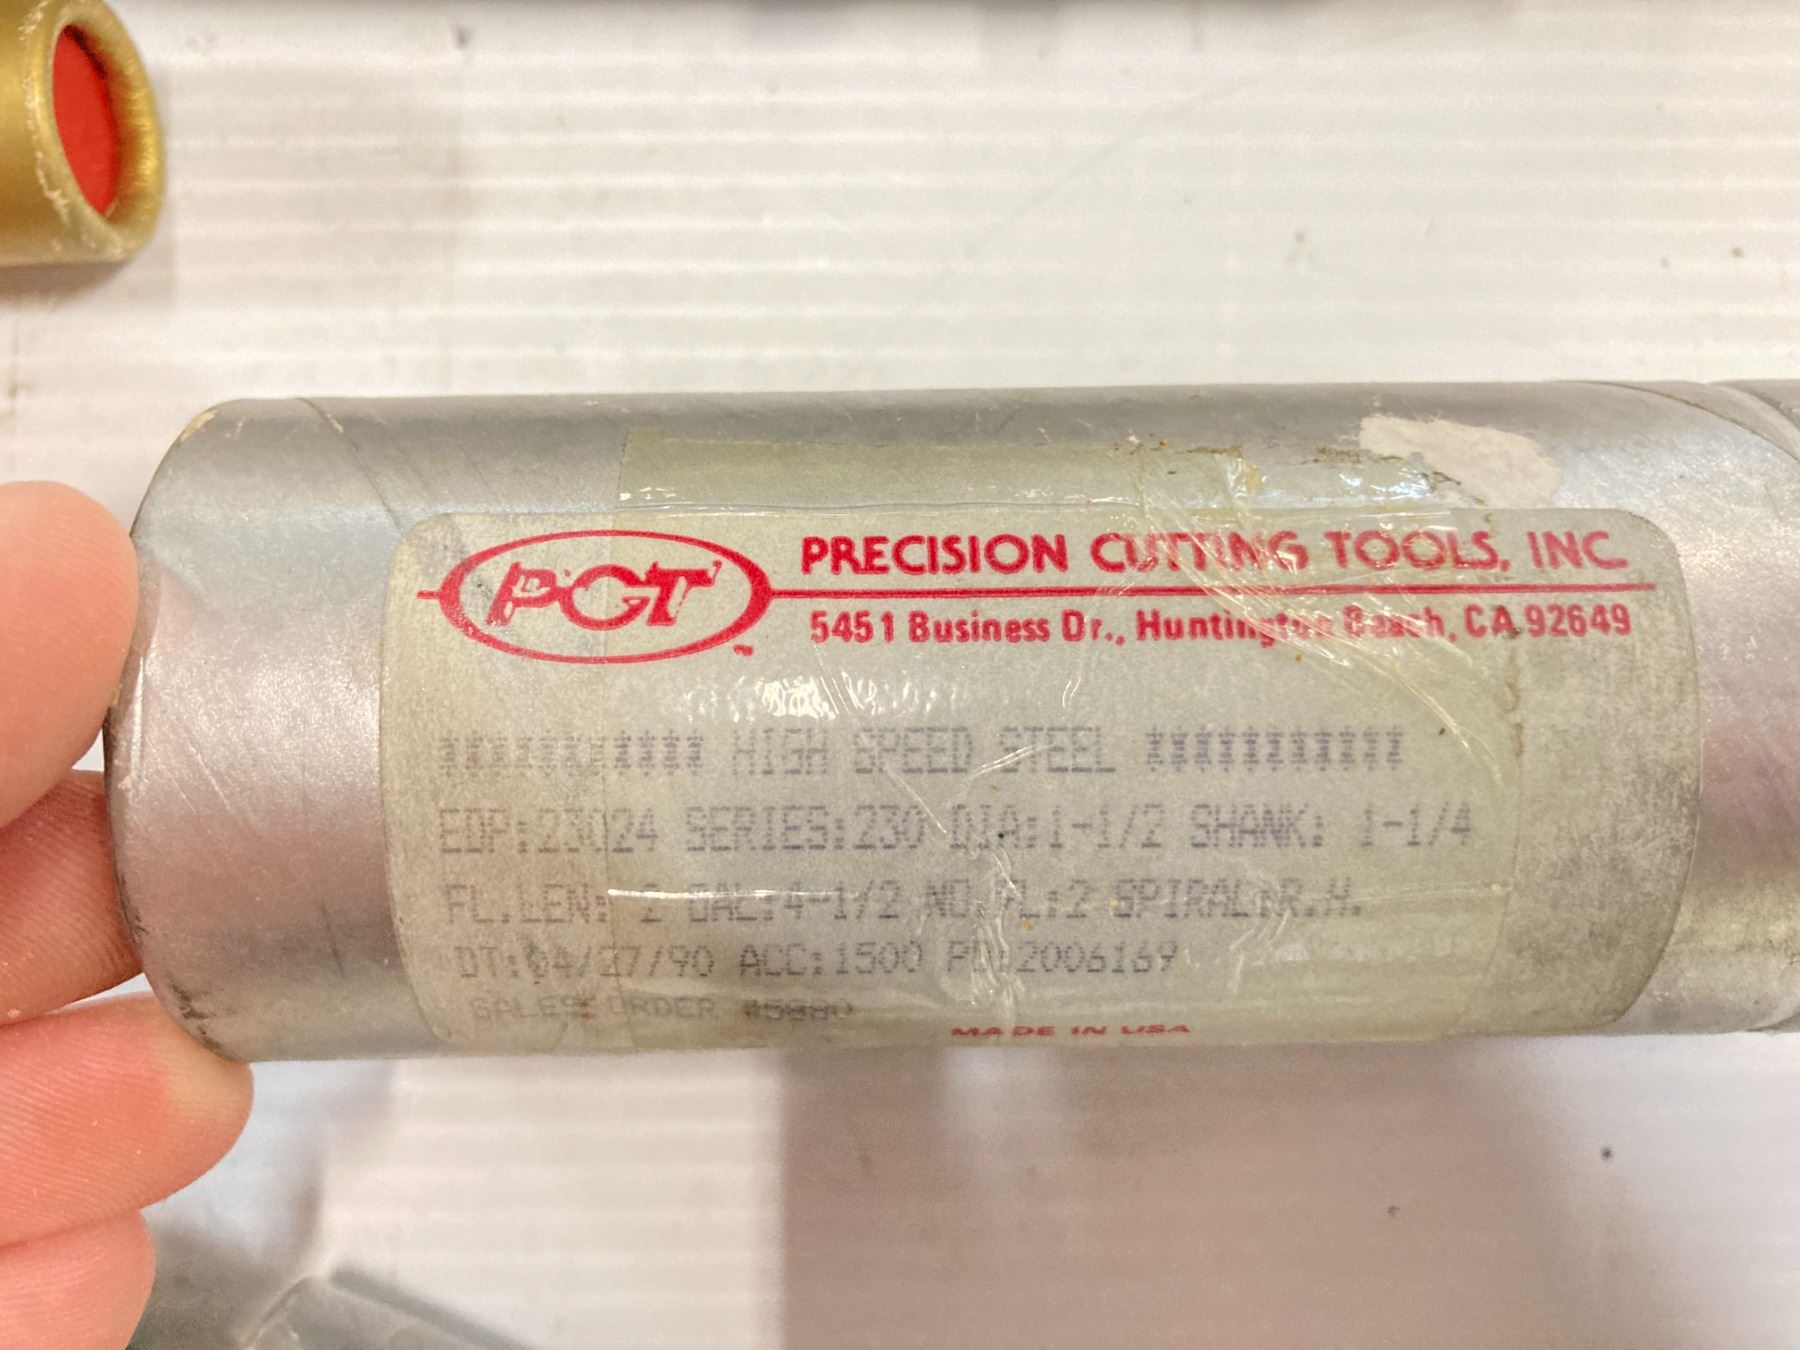 PCT
TM
PRECISION CUTTING TOOLS, INC.
5451 Business Dr., Huntington Beach, CA 92649
*********** HIGH SPEED STEEL ***********
EDP:23024 SERIES:230 DIA:1-1/2 SHANK: 1-1/4
FL.LEN: 2 OAL:4-1/2 NO.FL:2 SPIRAL:R.H.
DT:04/27/90 ACC:1500 PO:2006169
SALES ORDER
MADE IN USA